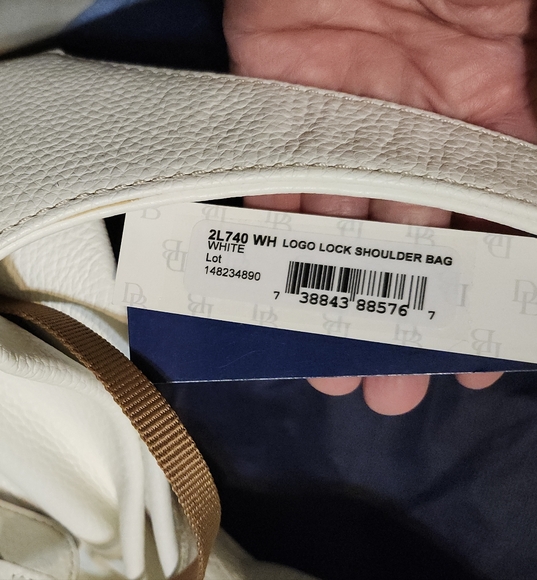 2L740 WH LOGO LOCK SHOULDER BAG
WHITE
Lot
148234890
7 38843 88576 7